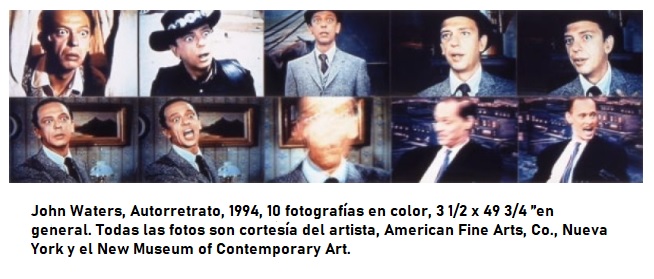 John Waters, Autorretrato, 1994, 10 fotografías en color, 3 1/2 x 49 3/4 "en
general. Todas las fotos son cortesía del artista, American Fine Arts, Co., Nueva
York y el New Museum of Contemporary Art.